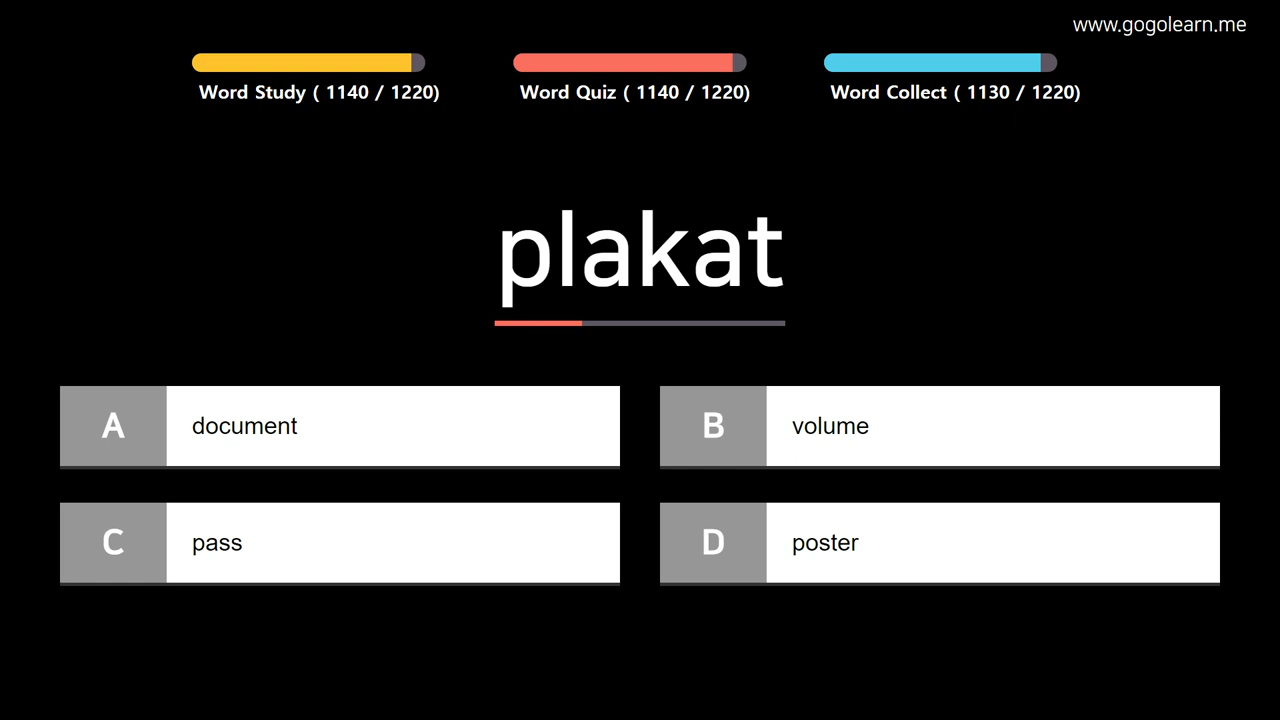 www.gogolearn.me
Word Study ( 1140 / 1220)
Word Quiz ( 1140 / 1220)
Word Collect ( 1130 / 1220)
plakat
A document
B volume
C pass
D poster